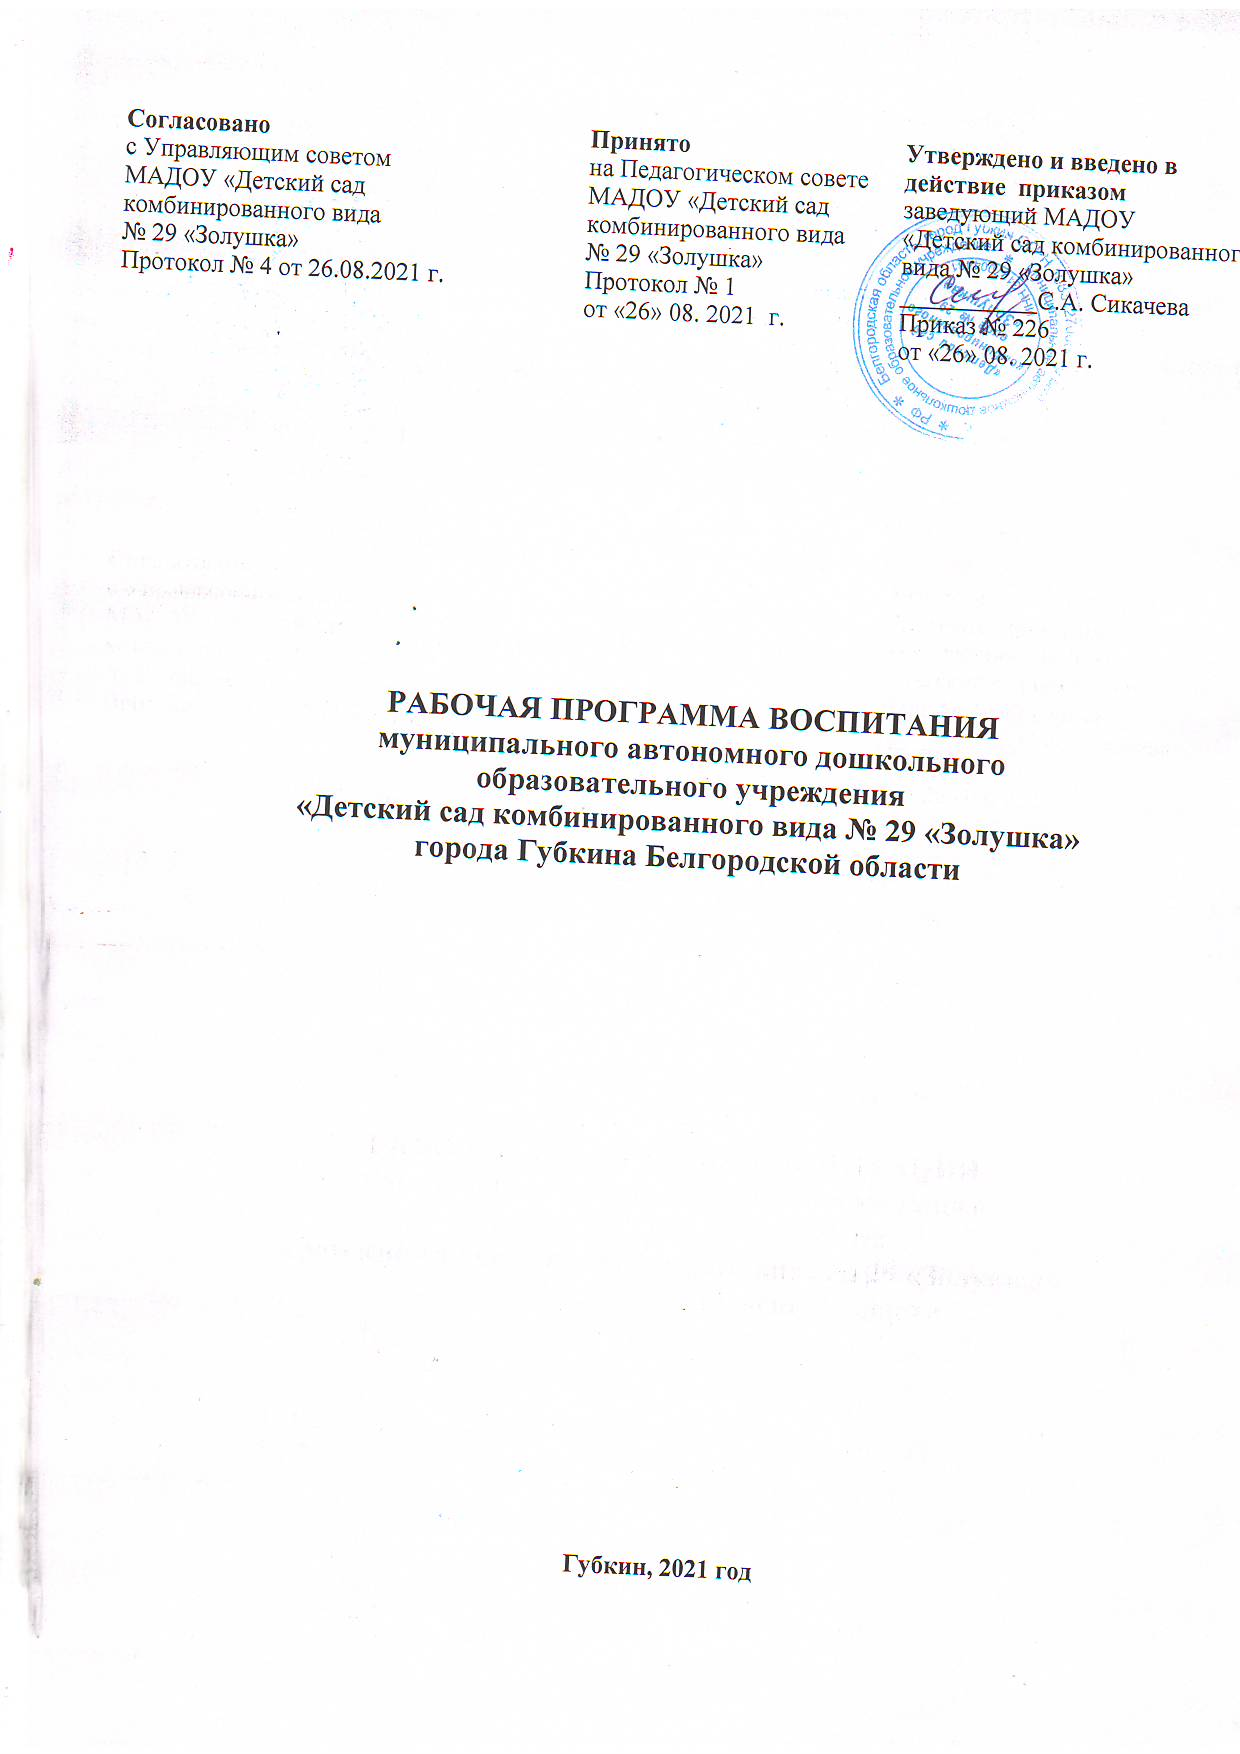 Согласовано
с Управляющим советом
МАДОУ «Детский сад
комбинированного вида
№ 29 «Золушка»
Протокол № 4 от 26.08.2021 г.
Принято
на Педагогическом совете
МАДОУ «Детский сад
комбинированного вида
№ 29 «Золушка»
Протокол № 1
от «26» 08. 2021 г.
Утверждено и введено в
действие приказом
заведующий МАДОУ
«Детский сад комбинированног
вида № 29 «Золушка»
С.А. Сикачева
Приказ № 226
от «26» 08. 2021 г.
РАБОЧАЯ ПРОГРАММА ВОСПИТАНИЯ
муниципального автономного дошкольного
образовательного учреждения
«Детский сад комбинированного вида № 29 «Золушка»
города Губкина Белгородской области
Губкин, 2021 год